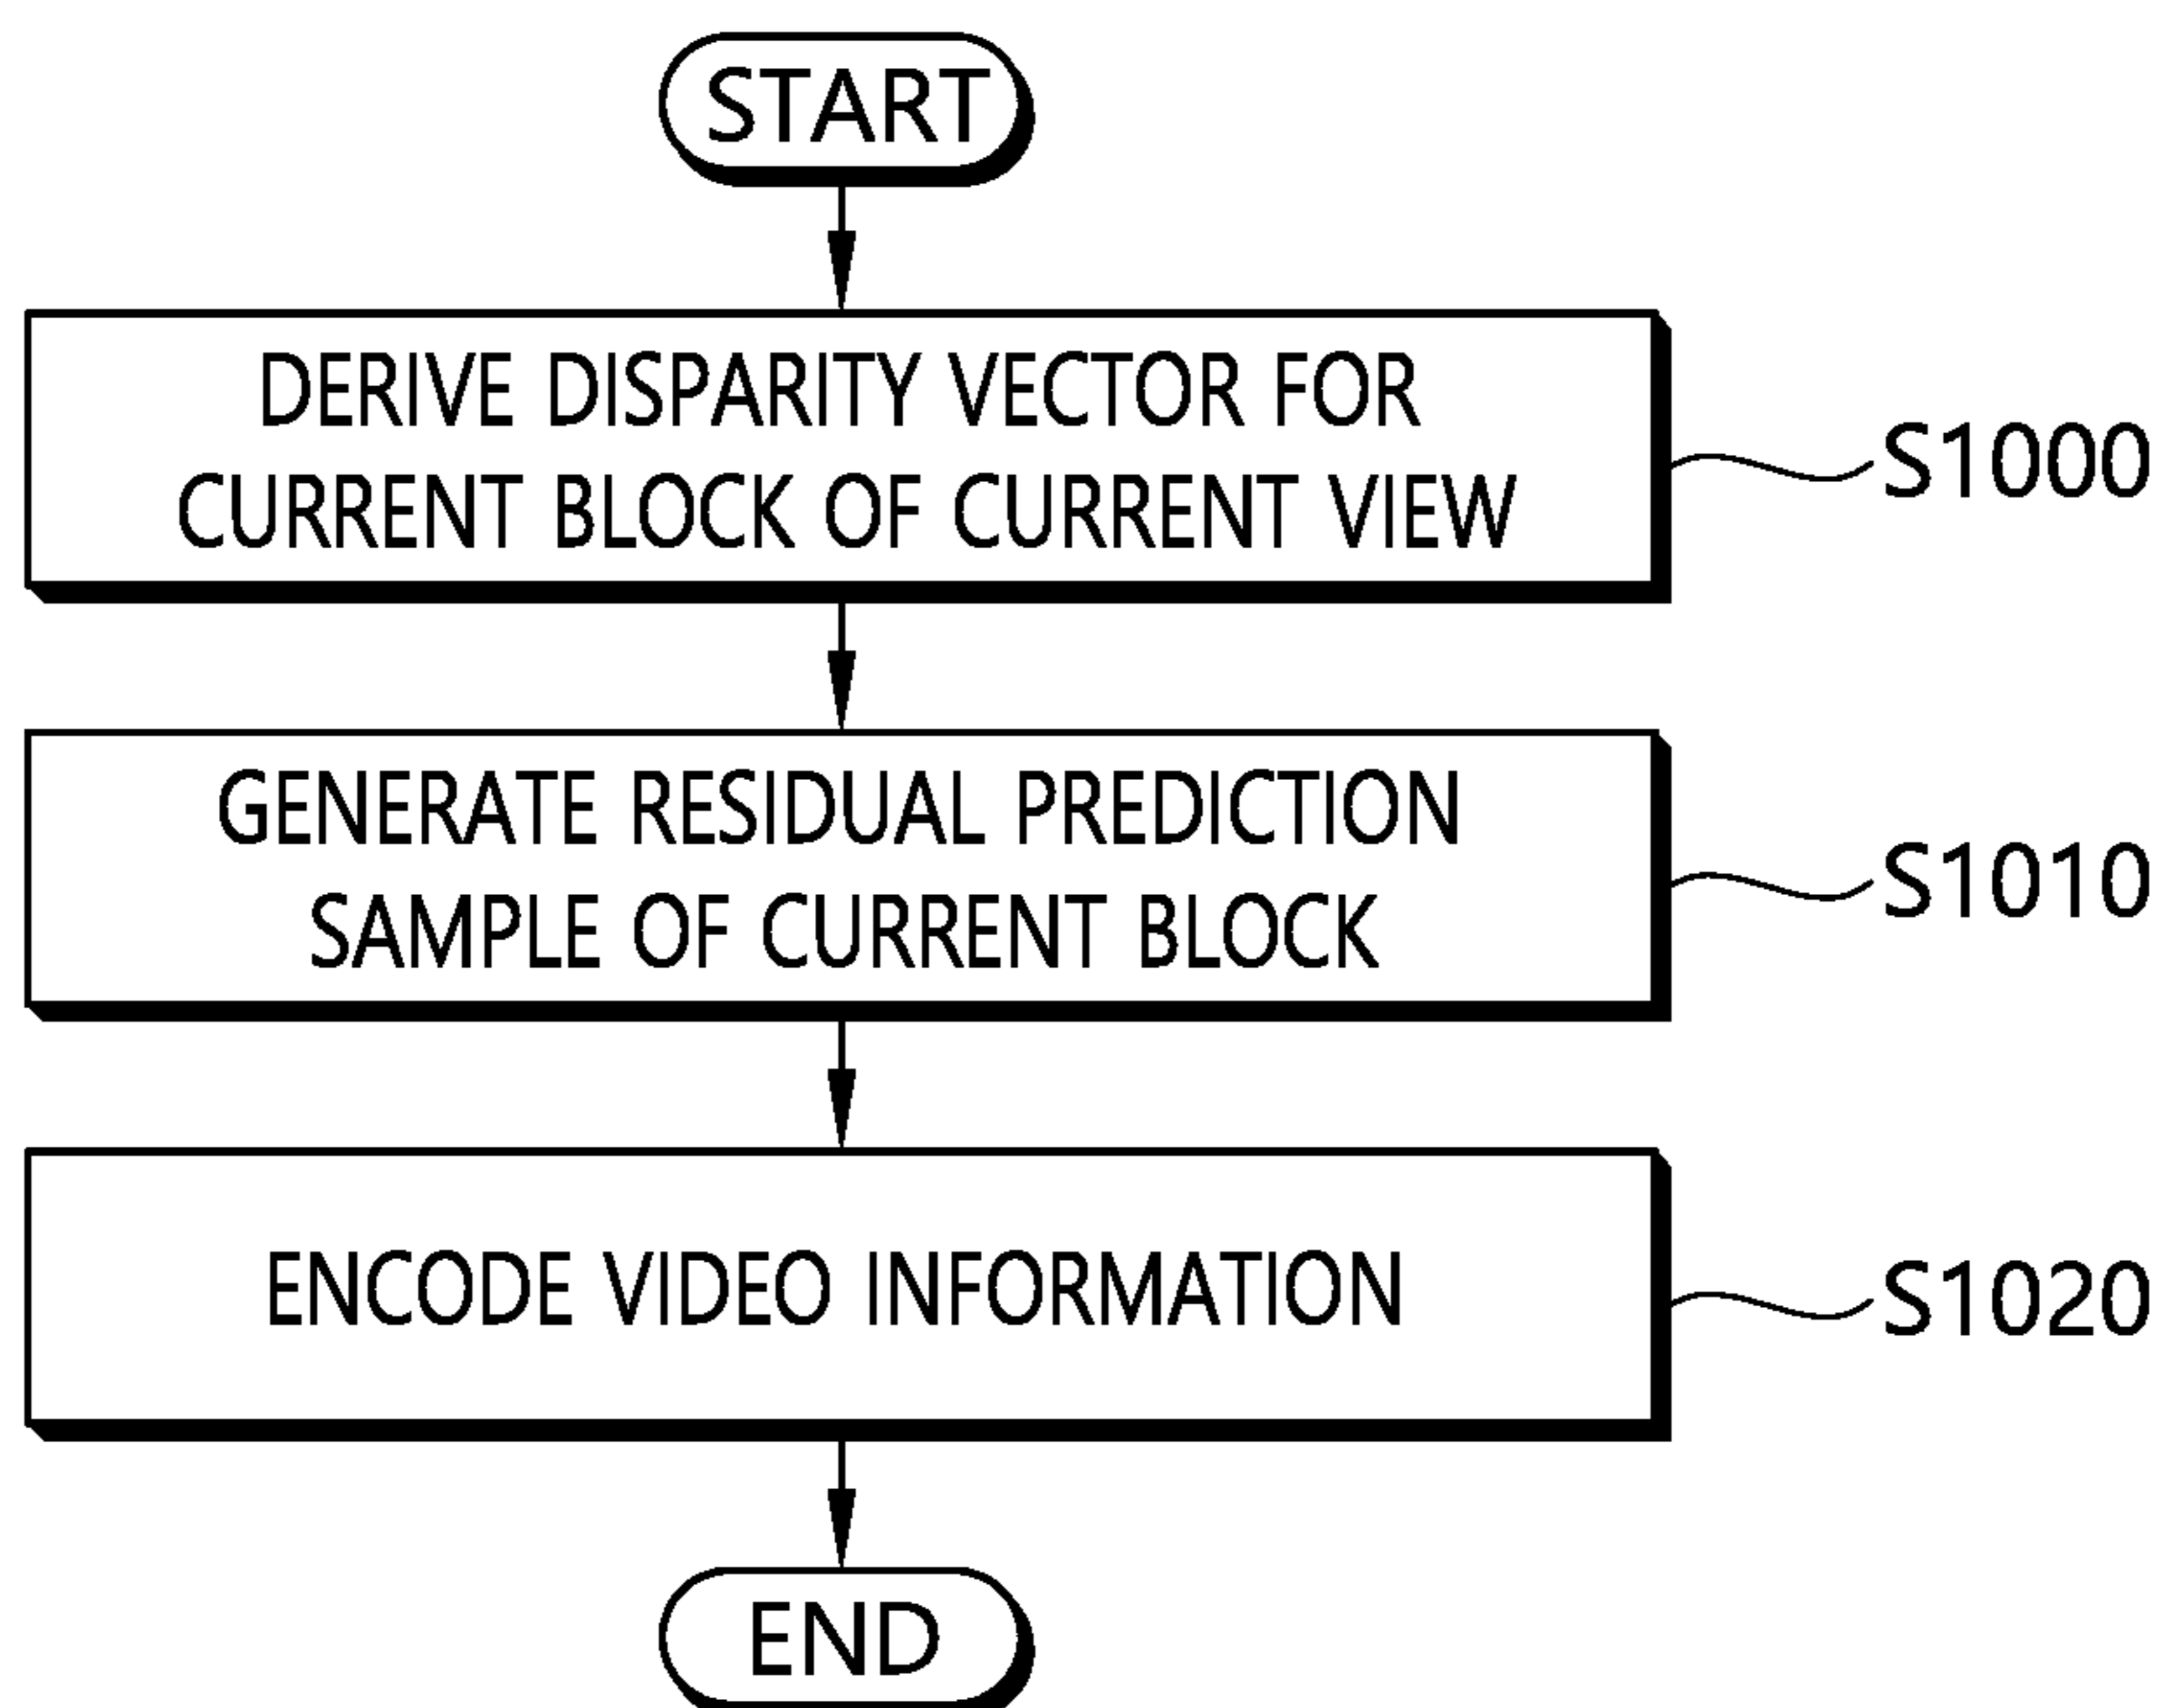 START
DERIVE DISPARITY VECTOR FOR
CURRENT BLOCK OF CURRENT VIEW
S1000
GENERATE RESIDUAL PREDICTION
SAMPLE OF CURRENT BLOCK
S1010
ENCODE VIDEO INFORMATION
S1020
END